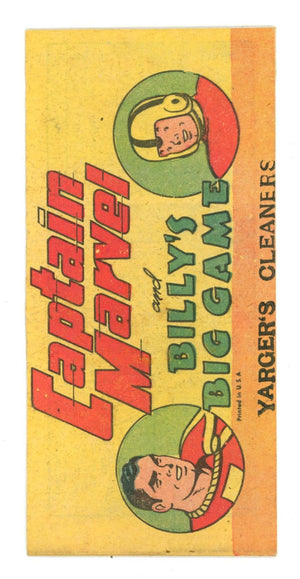 Captain
Marvel
and
BILLY'S
BIG GAME
Printed in U.S.A
YARGER'S CLEANERS